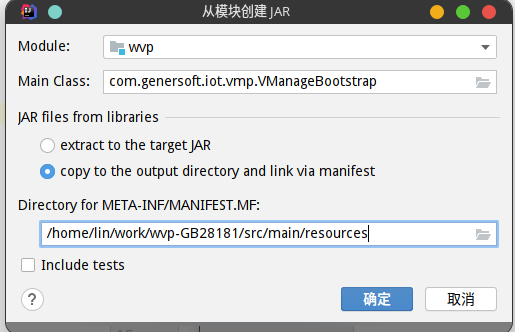 从模块创建 JAR
Module: wvp
Main Class: com.genersoft.iot.vmp.VManageBootstrap
JAR files from libraries
extract to the target JAR
copy to the output directory and link via manifest
Directory for META-INF/MANIFEST.MF:
/home/lin/work/wvp-GB28181/src/main/resources
Include tests
? 确定 取消